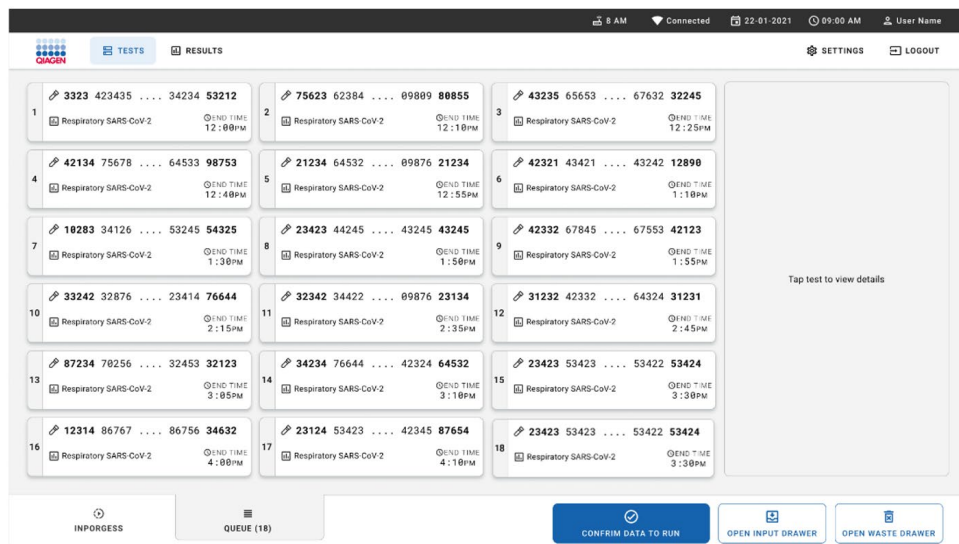 8 AM Connected 22-01-2021 09:00 AM User Name
QIAGEN TESTS RESULTS SETTINGS LOGOUT
1 3323 423435 .... 34234 53212
Respiratory SARS-CoV-2 END TIME 12:00PM
2 75623 62384 .... 09809 80855
Respiratory SARS-CoV-2 END TIME 12:10PM
3 43235 65653 .... 67632 32245
Respiratory SARS-CoV-2 END TIME 12:25PM
4 42134 75678 .... 64533 98753
Respiratory SARS-CoV-2 END TIME 12:40PM
5 21234 64532 .... 09876 21234
Respiratory SARS-CoV-2 END TIME 12:55PM
6 42321 43421 .... 43242 12890
Respiratory SARS-CoV-2 END TIME 1:10PM
7 10283 34126 .... 53245 54325
Respiratory SARS-CoV-2 END TIME 1:30PM
8 23423 44245 .... 43245 43245
Respiratory SARS-CoV-2 END TIME 1:50PM
9 42332 67845 .... 67553 42123
Respiratory SARS-CoV-2 END TIME 1:55PM
10 33242 32876 .... 23414 76644
Respiratory SARS-CoV-2 END TIME 2:15PM
11 32342 34422 .... 09876 23134
Respiratory SARS-CoV-2 END TIME 2:35PM
12 31232 42332 .... 64324 31231
Respiratory SARS-CoV-2 END TIME 2:45PM
13 87234 70256 .... 32453 32123
Respiratory SARS-CoV-2 END TIME 3:05PM
14 34234 76644 .... 42324 64532
Respiratory SARS-CoV-2 END TIME 3:10PM
15 23423 53423 .... 53422 53424
Respiratory SARS-CoV-2 END TIME 3:30PM
16 12314 86767 .... 86756 34632
Respiratory SARS-CoV-2 END TIME 4:00PM
17 23124 53423 .... 42345 87654
Respiratory SARS-CoV-2 END TIME 4:10PM
18 23423 53423 .... 53422 53424
Respiratory SARS-CoV-2 END TIME 3:30PM
Tap test to view details
INPORGESS QUEUE (18) CONFRIM DATA TO RUN OPEN INPUT DRAWER OPEN WASTE DRAWER